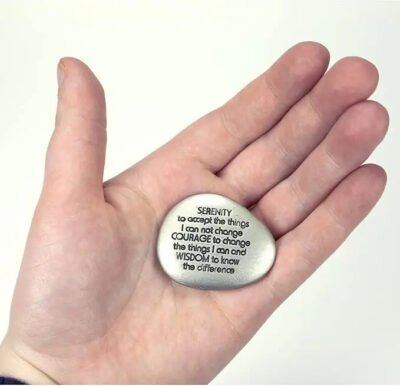 SERENITY
to accept the things
I can not change
COURAGE to change
the things I can and
WISDOM to know
the difference